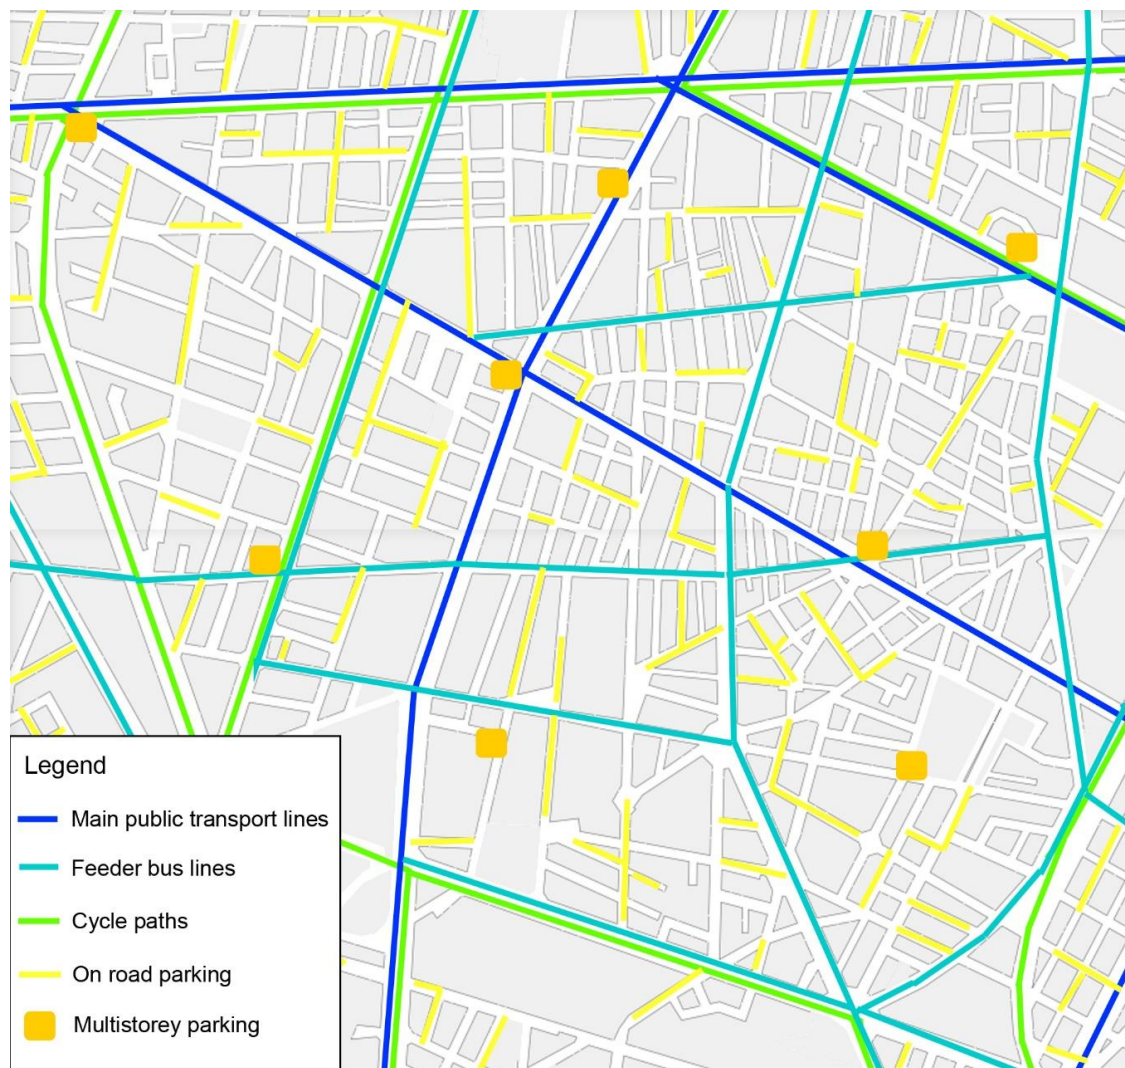 Legend
Main public transport lines
Feeder bus lines
Cycle paths
On road parking
Multistorey parking